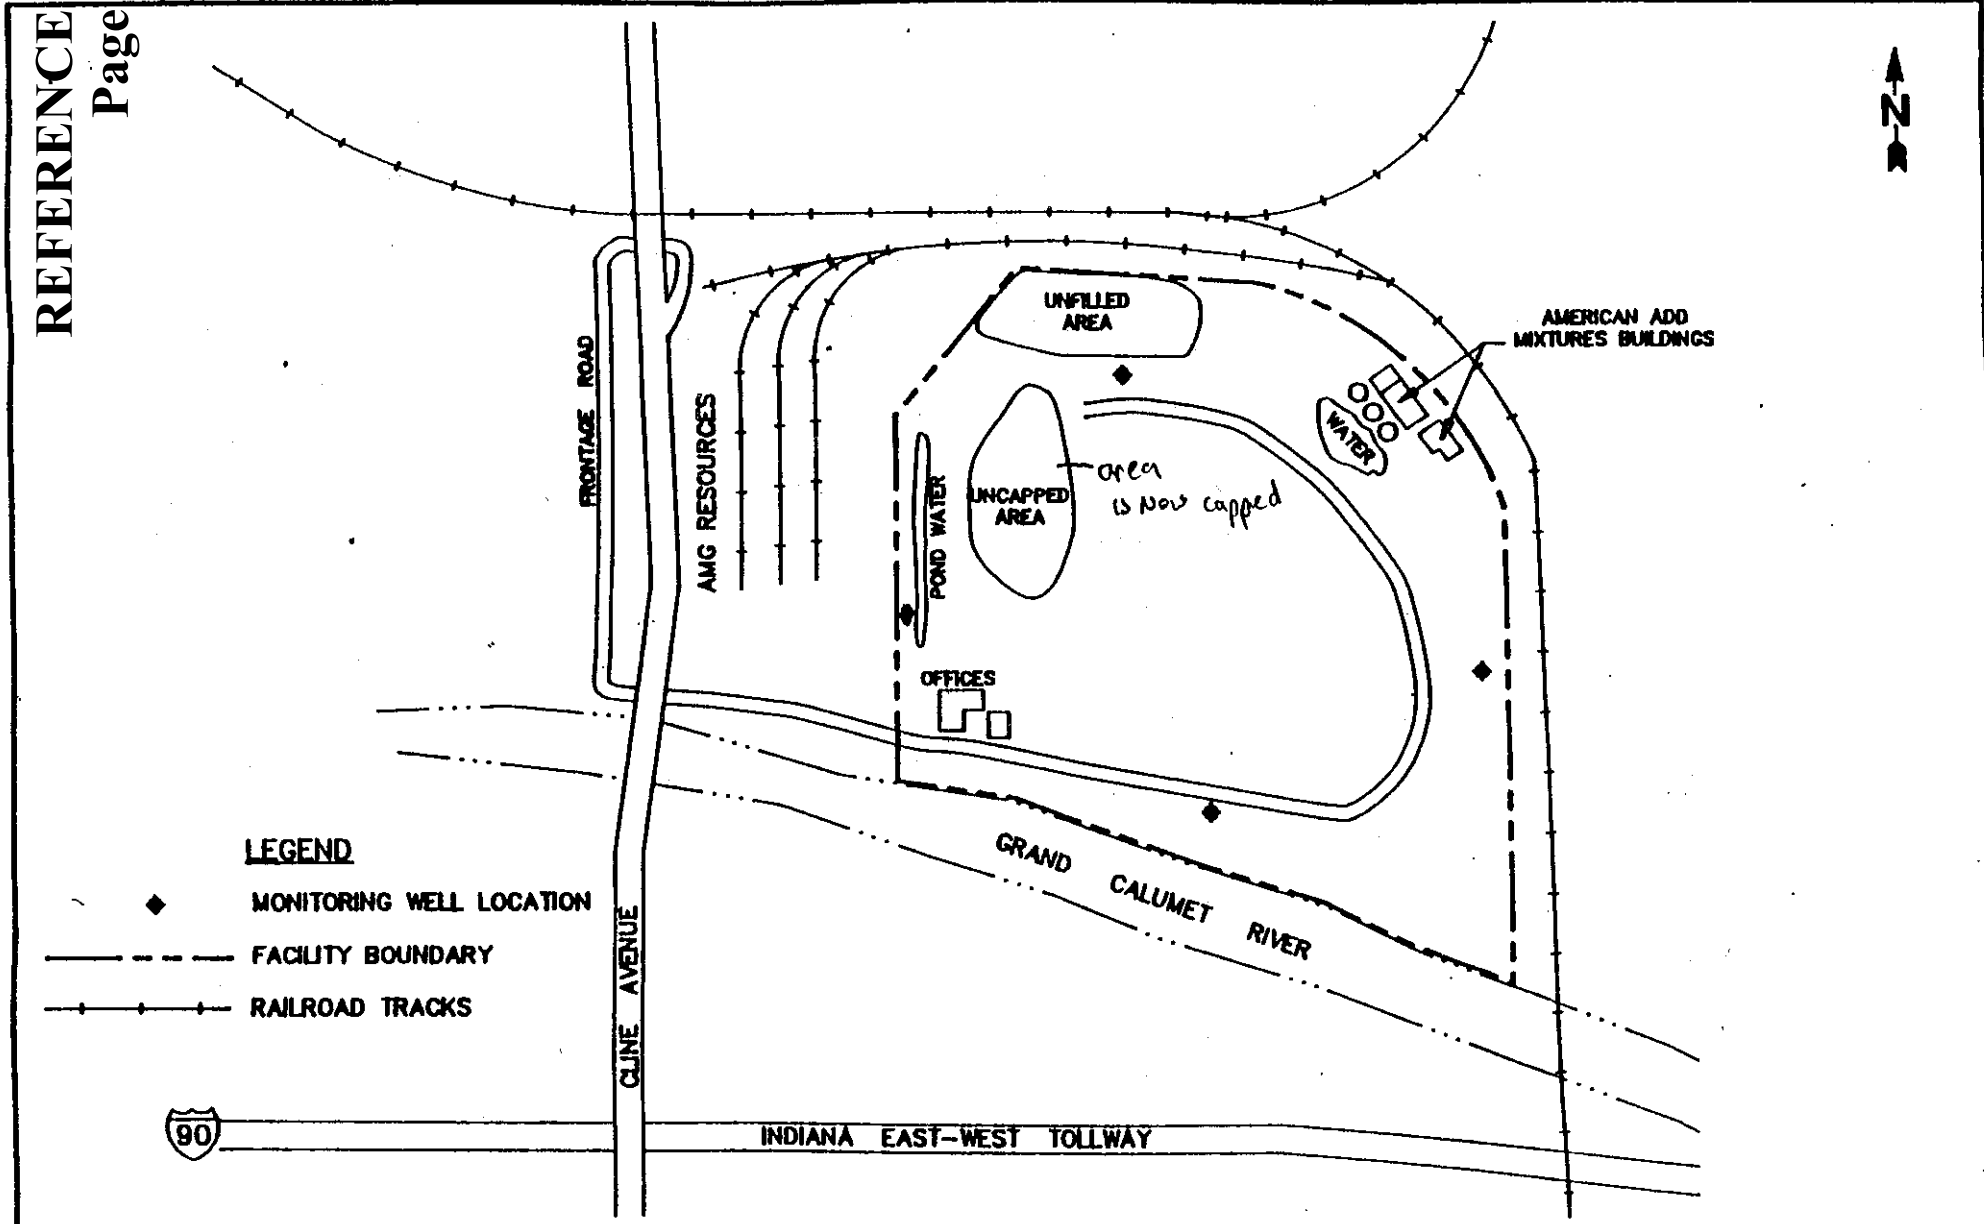 REFERENCE
Page
N
UNFILLED
AREA
AMERICAN ADD
MIXTURES BUILDINGS
FRONTAGE ROAD
AMG RESOURCES
WATER
area
is Now capped
UNCAPPED
AREA
POND WATER
OFFICES
GRAND CALUMET RIVER
LEGEND
MONITORING WELL LOCATION
FACILITY BOUNDARY
RAILROAD TRACKS
CLINE AVENUE
90
INDIANA EAST-WEST TOLLWAY